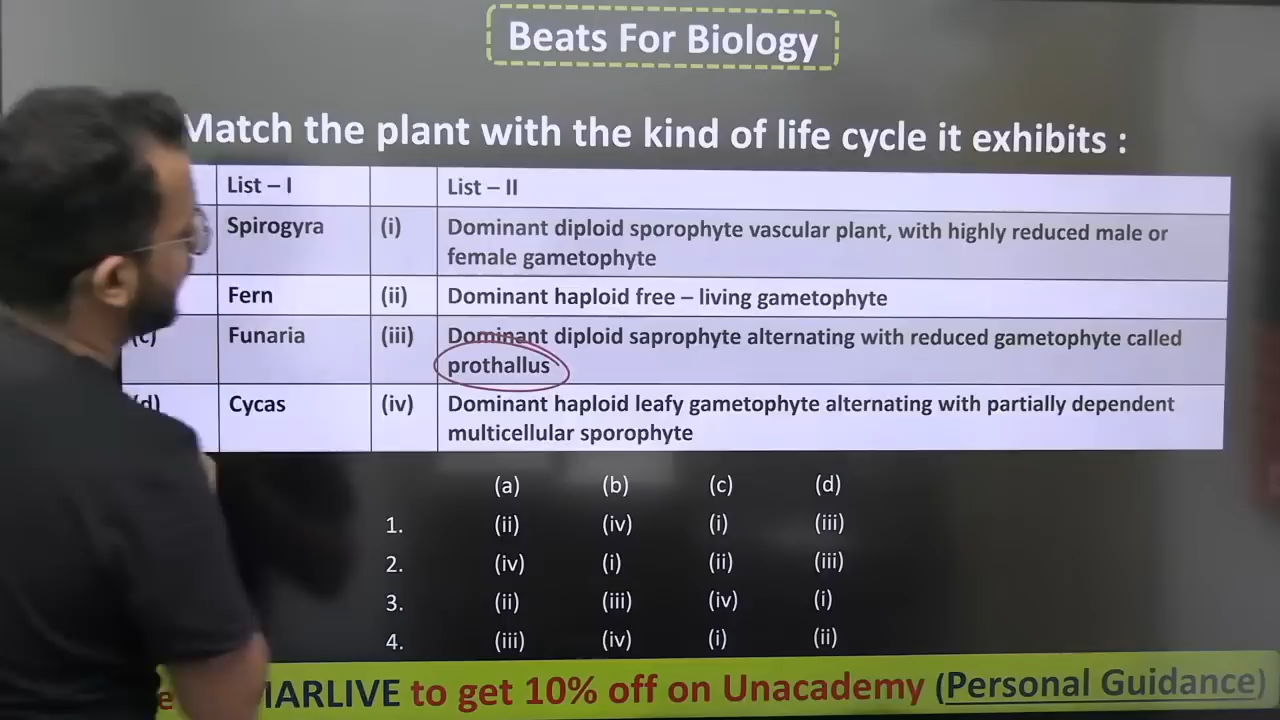 Beats For Biology
Match the plant with the kind of life cycle it exhibits :
List – I List – II
Spirogyra (i) Dominant diploid sporophyte vascular plant, with highly reduced male or
female gametophyte
Fern (ii) Dominant haploid free – living gametophyte
(c) Funaria (iii) Dominant diploid saprophyte alternating with reduced gametophyte called
prothallus
(d) Cycas (iv) Dominant haploid leafy gametophyte alternating with partially dependent
multicellular sporophyte
(a) (b) (c) (d)
1. (ii) (iv) (i) (iii)
2. (iv) (i) (ii) (iii)
3. (ii) (iii) (iv) (i)
4. (iii) (iv) (i) (ii)
to get 10% off on Unacademy (Personal Guidance)